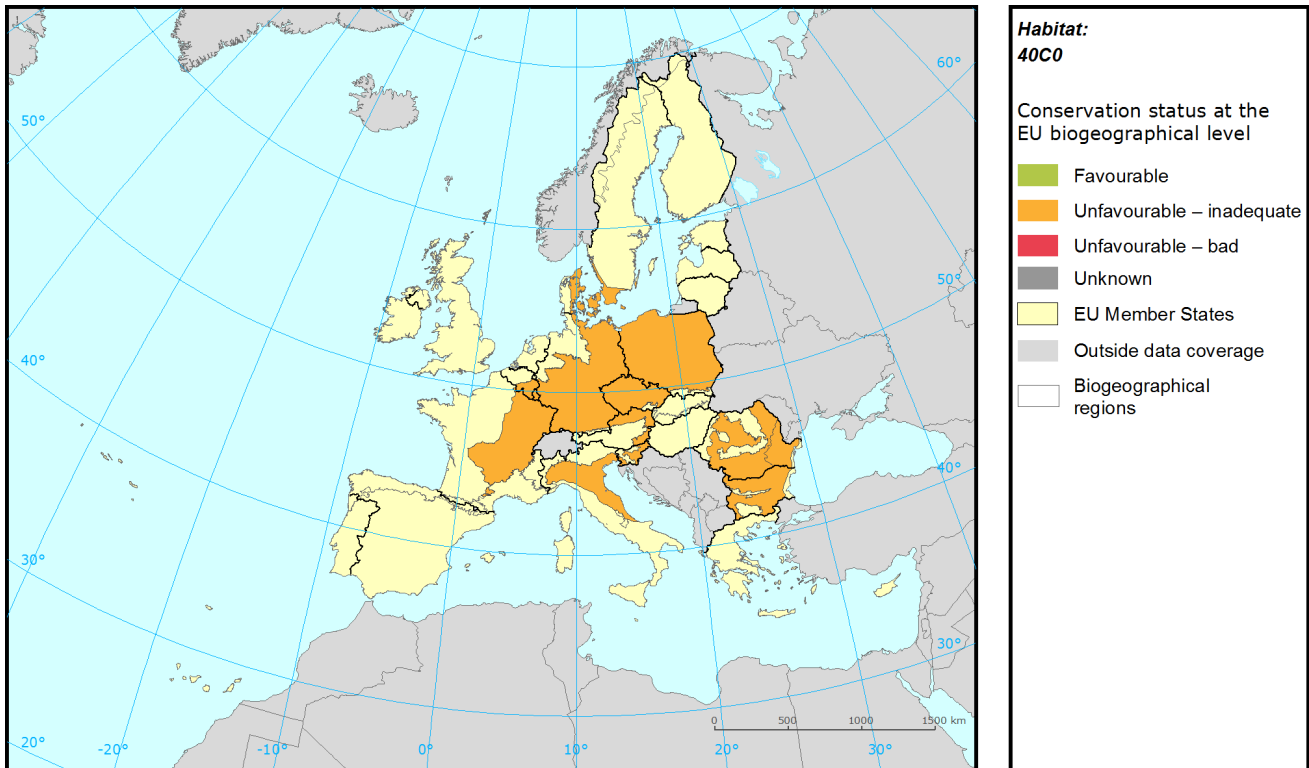 Habitat:
40C0
Conservation status at the
EU biogeographical level
Favourable
Unfavourable – inadequate
Unfavourable – bad
Unknown
EU Member States
Outside data coverage
Biogeographical
regions
60°
50°
50°
40°
40°
30°
30°
0 500 1000 1500 km
20° -20° -10° 0° 10° 20° 30°